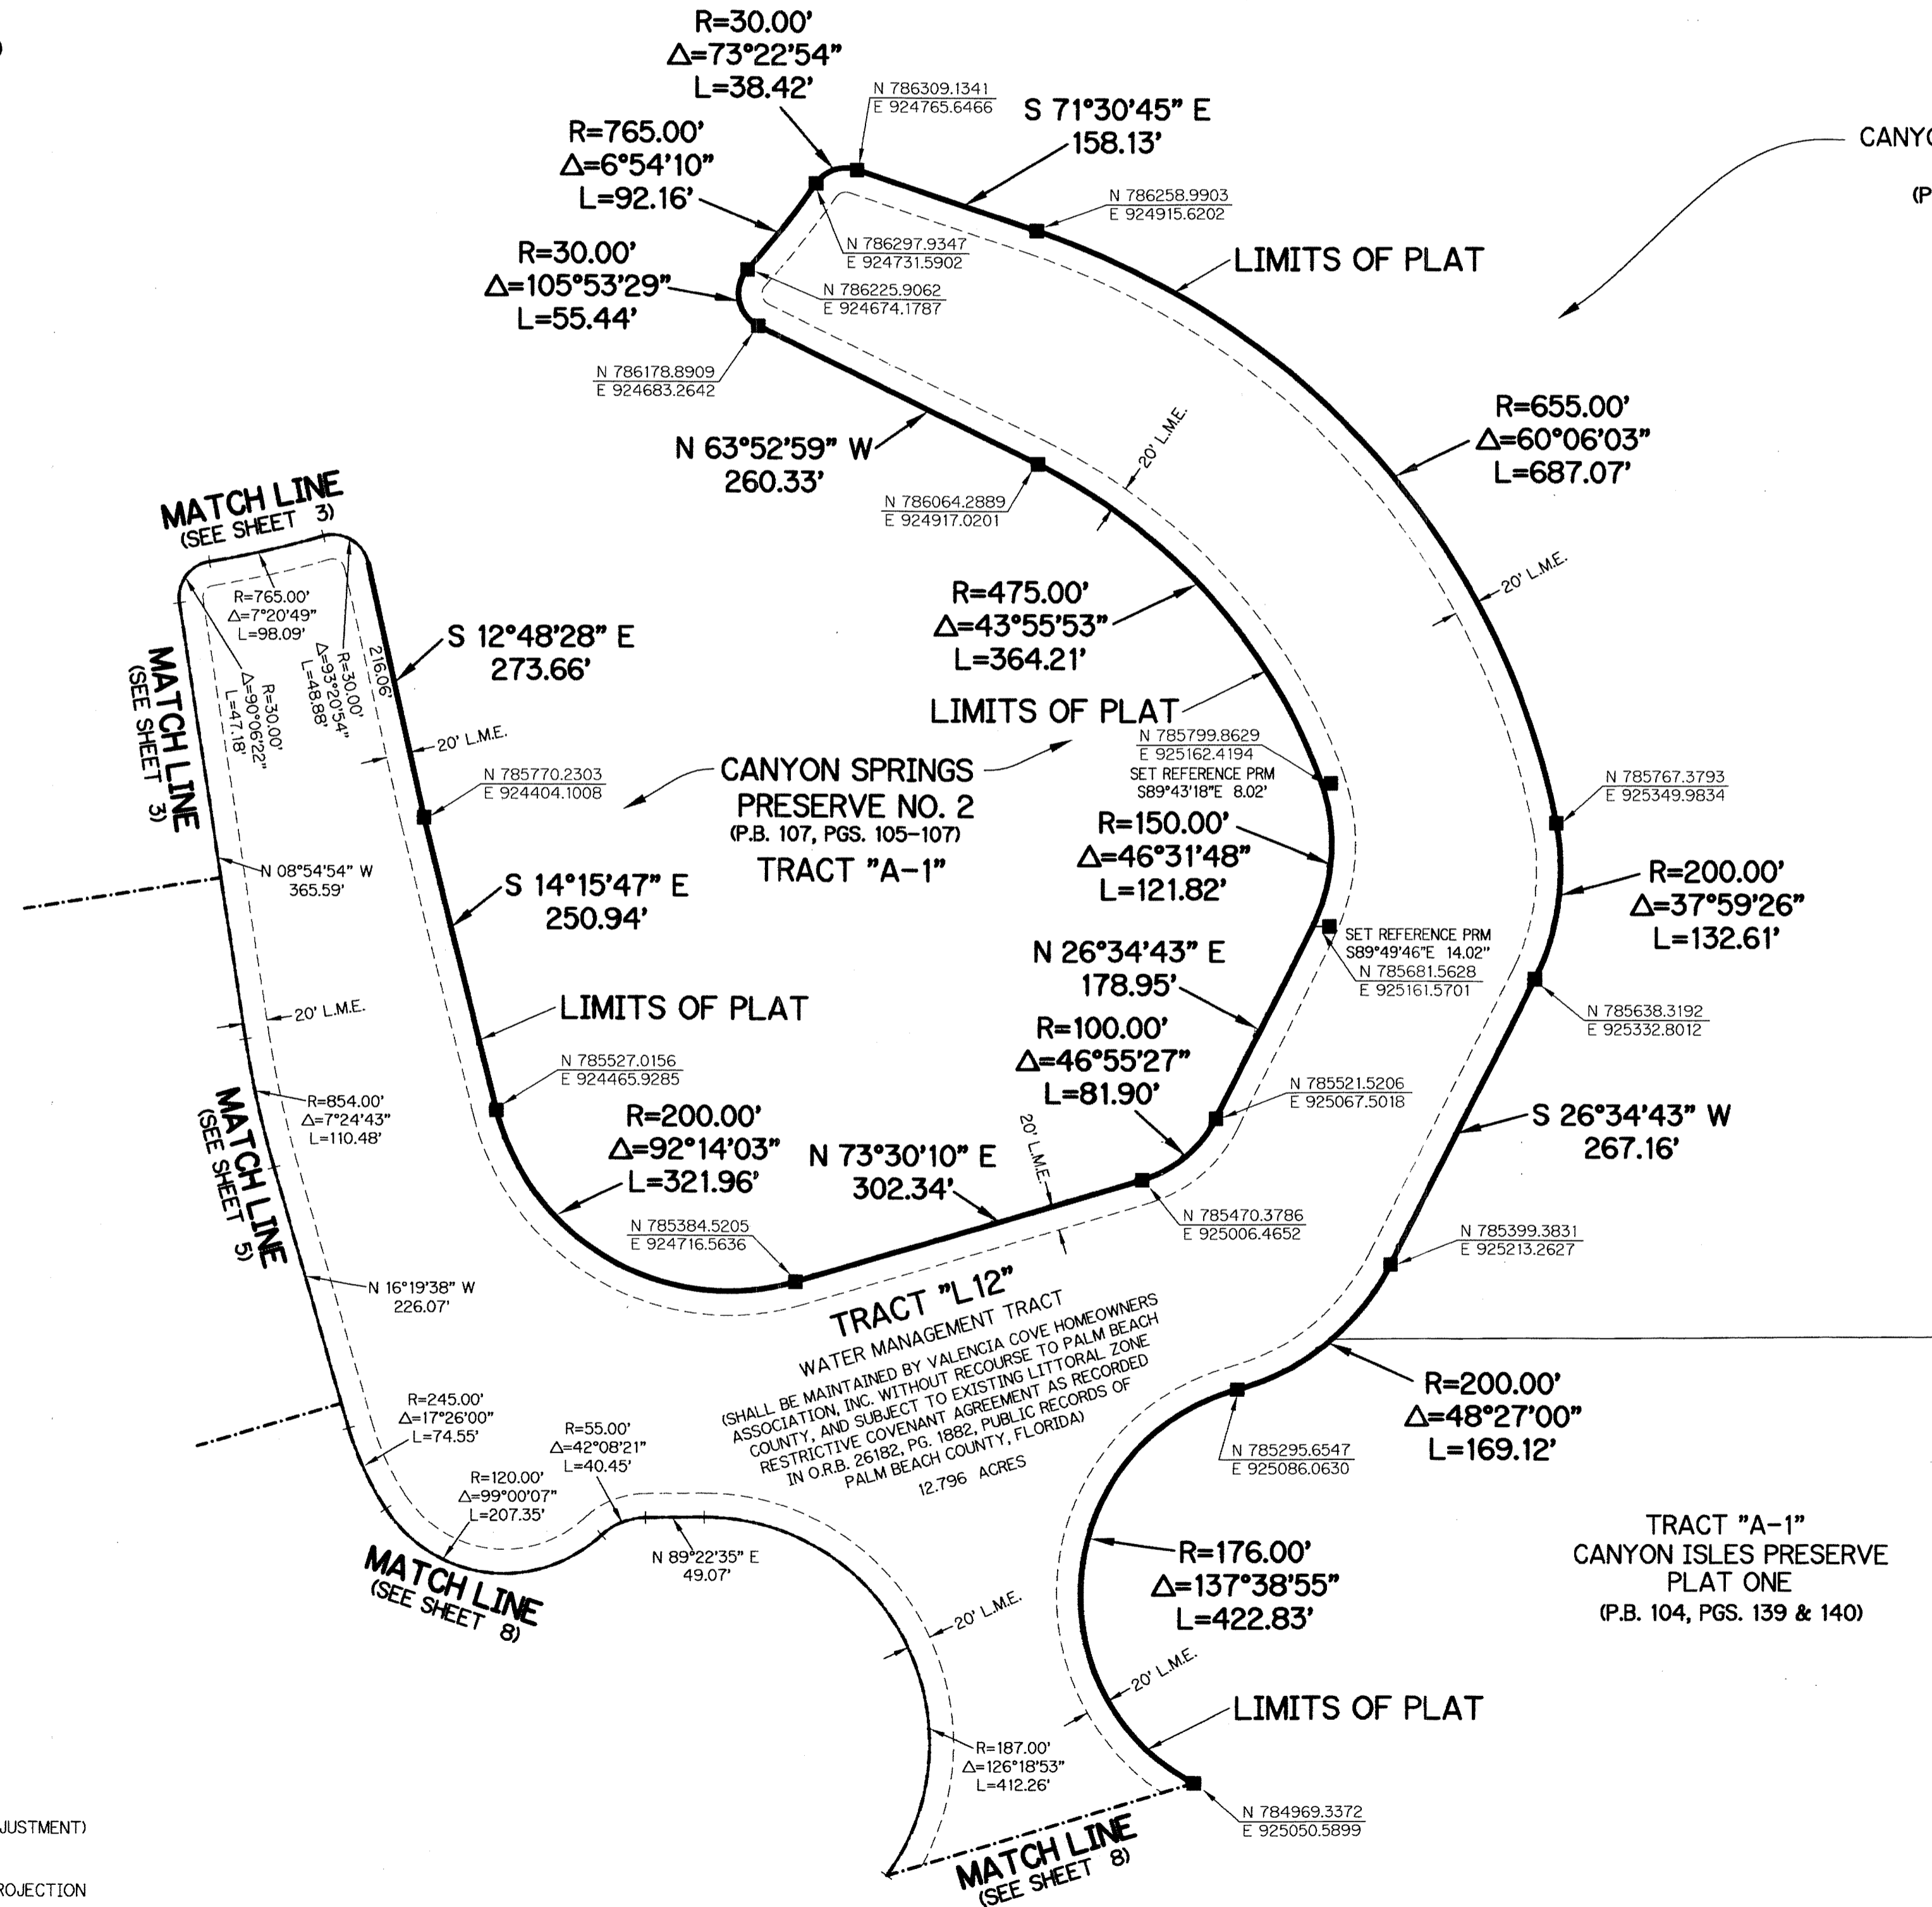 R=30.00'
Δ=73°22'54"
L=38.42'
N 786309.1341
E 924765.6466
S 71°30'45" E
158.13'
R=765.00'
Δ=6°54'10"
L=92.16'
CANYO
(P
N 786258.9903
E 924915.6202
N 786297.9347
E 924731.5902
LIMITS OF PLAT
R=30.00'
Δ=105°53'29"
L=55.44'
N 786225.9062
E 924674.1787
N 786178.8909
E 924683.2642
R=655.00'
Δ=60°06'03"
L=687.07'
N 63°52'59" W
260.33'
20' L.M.E.
N 786064.2889
E 924917.0201
MATCH LINE
(SEE SHEET 3)
R=765.00'
Δ=7°20'49"
L=98.09'
R=30.00'
Δ=93°20'54"
L=48.88'
R=30.00'
Δ=90°06'22"
L=47.18'
216.06'
S 12°48'28" E
273.66'
MATCH LINE
(SEE SHEET 3)
20' L.M.E.
R=475.00'
Δ=43°55'53"
L=364.21'
20' L.M.E.
LIMITS OF PLAT
N 785799.8629
E 925162.4194
SET REFERENCE PRM
S89°43'18"E 8.02'
N 785770.2303
E 924404.1008
CANYON SPRINGS
PRESERVE NO. 2
(P.B. 107, PGS. 105-107)
TRACT "A-1"
N 785767.3793
E 925349.9834
R=150.00'
Δ=46°31'48"
L=121.82'
N 08°54'54" W
365.59'
S 14°15'47" E
250.94'
R=200.00'
Δ=37°59'26"
L=132.61'
SET REFERENCE PRM
S89°49'46"E 14.02"
N 785681.5628
E 925161.5701
N 26°34'43" E
178.95'
20' L.M.E.
LIMITS OF PLAT
N 785638.3192
E 925332.8012
R=100.00'
Δ=46°55'27"
L=81.90'
N 785527.0156
E 924465.9285
N 785521.5206
E 925067.5018
R=854.00'
Δ=7°24'43"
L=110.48'
MATCH LINE
(SEE SHEET 5)
R=200.00'
Δ=92°14'03"
L=321.96'
N 73°30'10" E
302.34'
20' L.M.E.
S 26°34'43" W
267.16'
N 785384.5205
E 924716.5636
N 785470.3786
E 925006.4652
N 785399.3831
E 925213.2627
N 16°19'38" W
226.07'
TRACT "L12"
WATER MANAGEMENT TRACT
(SHALL BE MAINTAINED BY VALENCIA COVE HOMEOWNERS
ASSOCIATION, INC. WITHOUT RECOURSE TO PALM BEACH
COUNTY, AND SUBJECT TO EXISTING LITTORAL ZONE
RESTRICTIVE COVENANT AGREEMENT AS RECORDED
IN O.R.B. 26182, PG. 1882, PUBLIC RECORDS OF
PALM BEACH COUNTY, FLORIDA)
12.796 ACRES
R=200.00'
Δ=48°27'00"
L=169.12'
R=245.00'
Δ=17°26'00"
L=74.55'
R=55.00'
Δ=42°08'21"
L=40.45'
N 785295.6547
E 925086.0630
R=120.00'
Δ=99°00'07"
L=207.35'
MATCH LINE
(SEE SHEET 8)
N 89°22'35" E
49.07'
TRACT "A-1"
CANYON ISLES PRESERVE
PLAT ONE
(P.B. 104, PGS. 139 & 140)
R=176.00'
Δ=137°38'55"
L=422.83'
20' L.M.E.
20' L.M.E.
LIMITS OF PLAT
R=187.00'
Δ=126°18'53"
L=412.26'
N 784969.3372
E 925050.5899
MATCH LINE
(SEE SHEET 8)
JUSTMENT)
ROJECTION